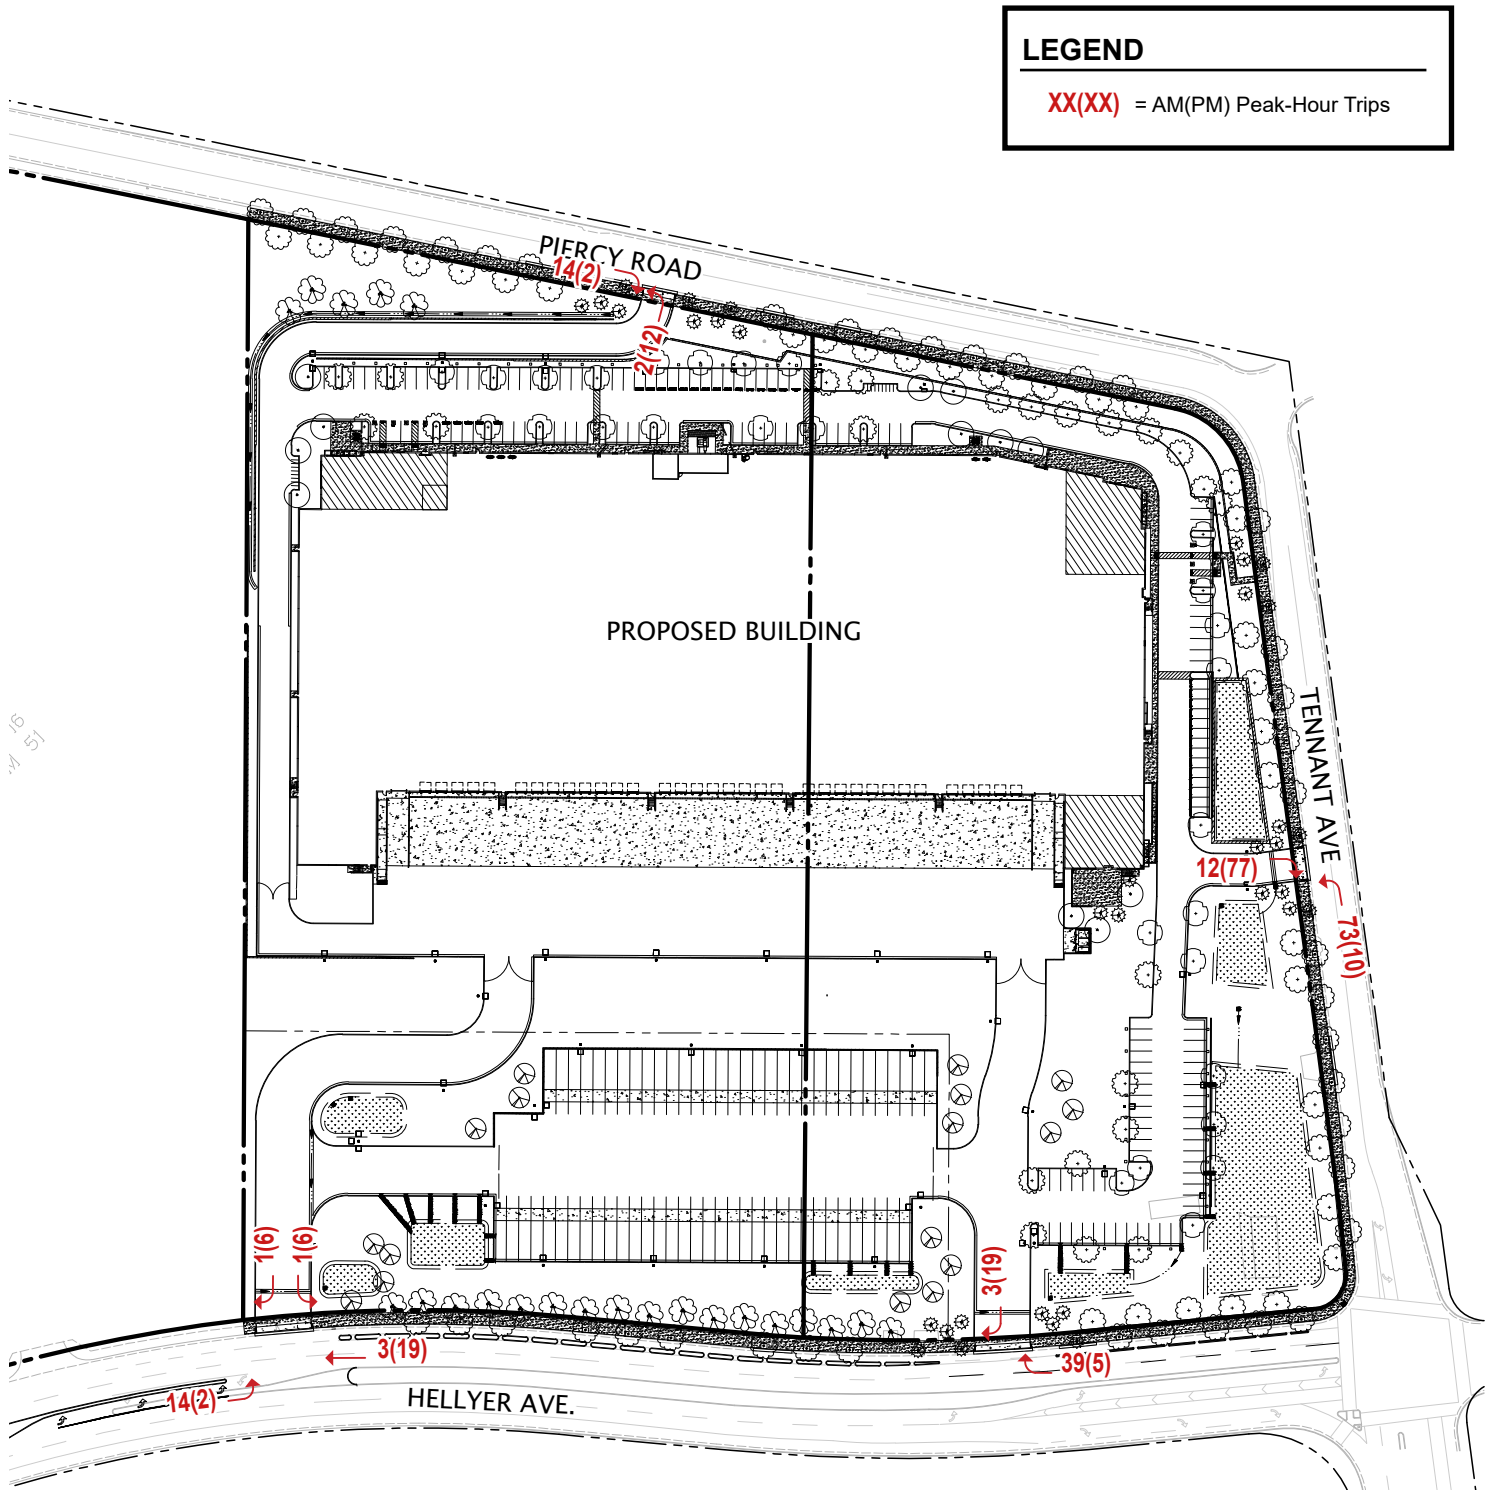 LEGEND
XX(XX) = AM(PM) Peak-Hour Trips
PIERCY ROAD
14(2)
2(12)
PROPOSED BUILDING
TENNANT AVE
12(77)
73(10)
1(6)
1(6)
3(19)
3(19)
39(5)
14(2)
HELLYER AVE.